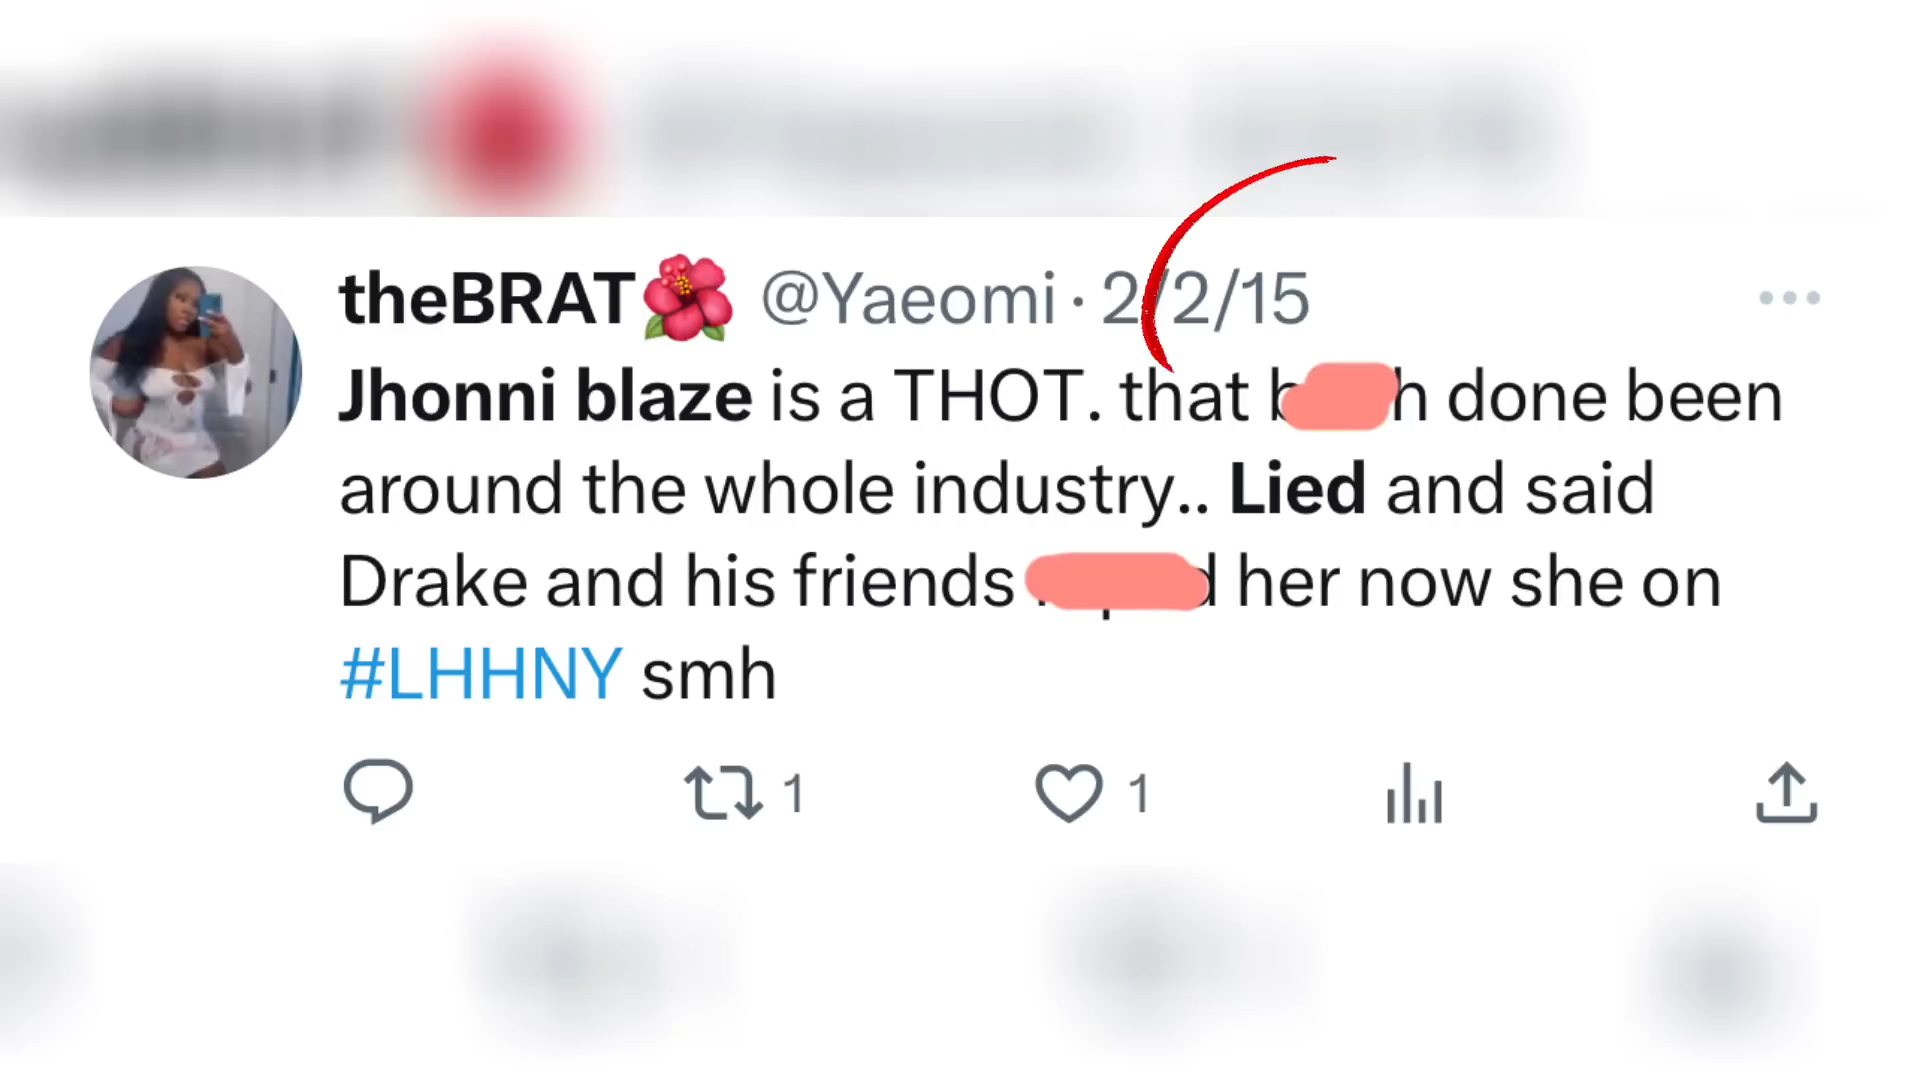 theBRAT🌺 @Yaeomi · 2/2/15
Jhonni blaze is a THOT. that b h done been
around the whole industry.. Lied and said
Drake and his friends d her now she on
#LHHNY smh
1 1